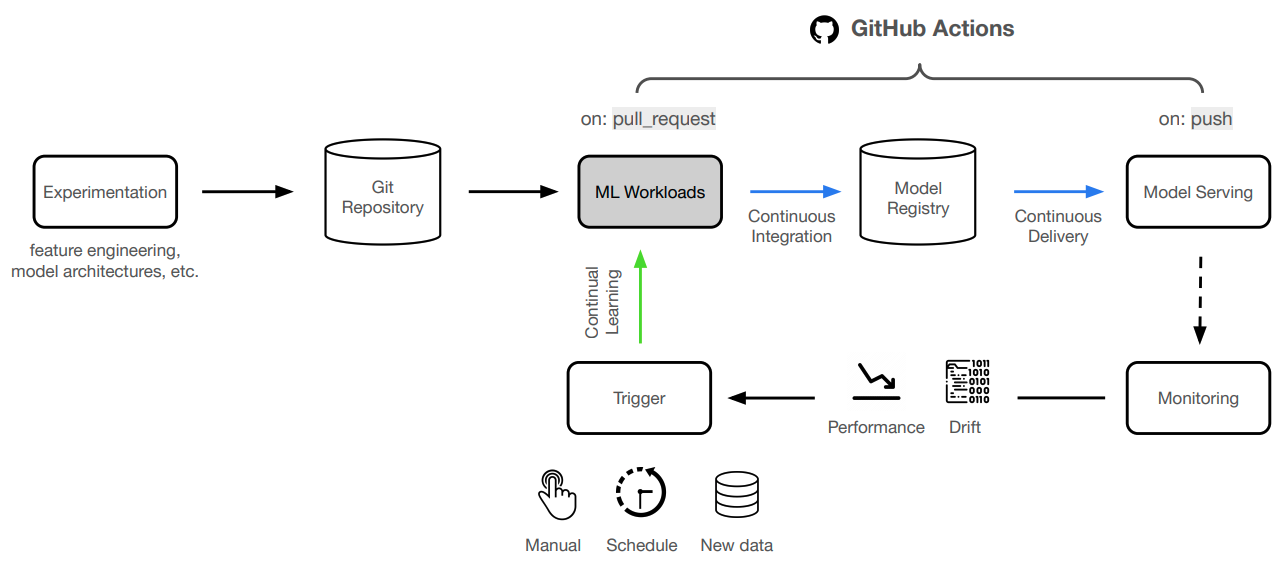 GitHub Actions
on: pull_request
on: push
Experimentation
Git
Repository
ML Workloads
Model
Registry
Model Serving
Continuous
Integration
Continuous
Delivery
feature engineering,
model architectures, etc.
Continual
Learning
1011
1010
0101
000
0110
Trigger
Monitoring
Performance
Drift
Manual
Schedule
New data